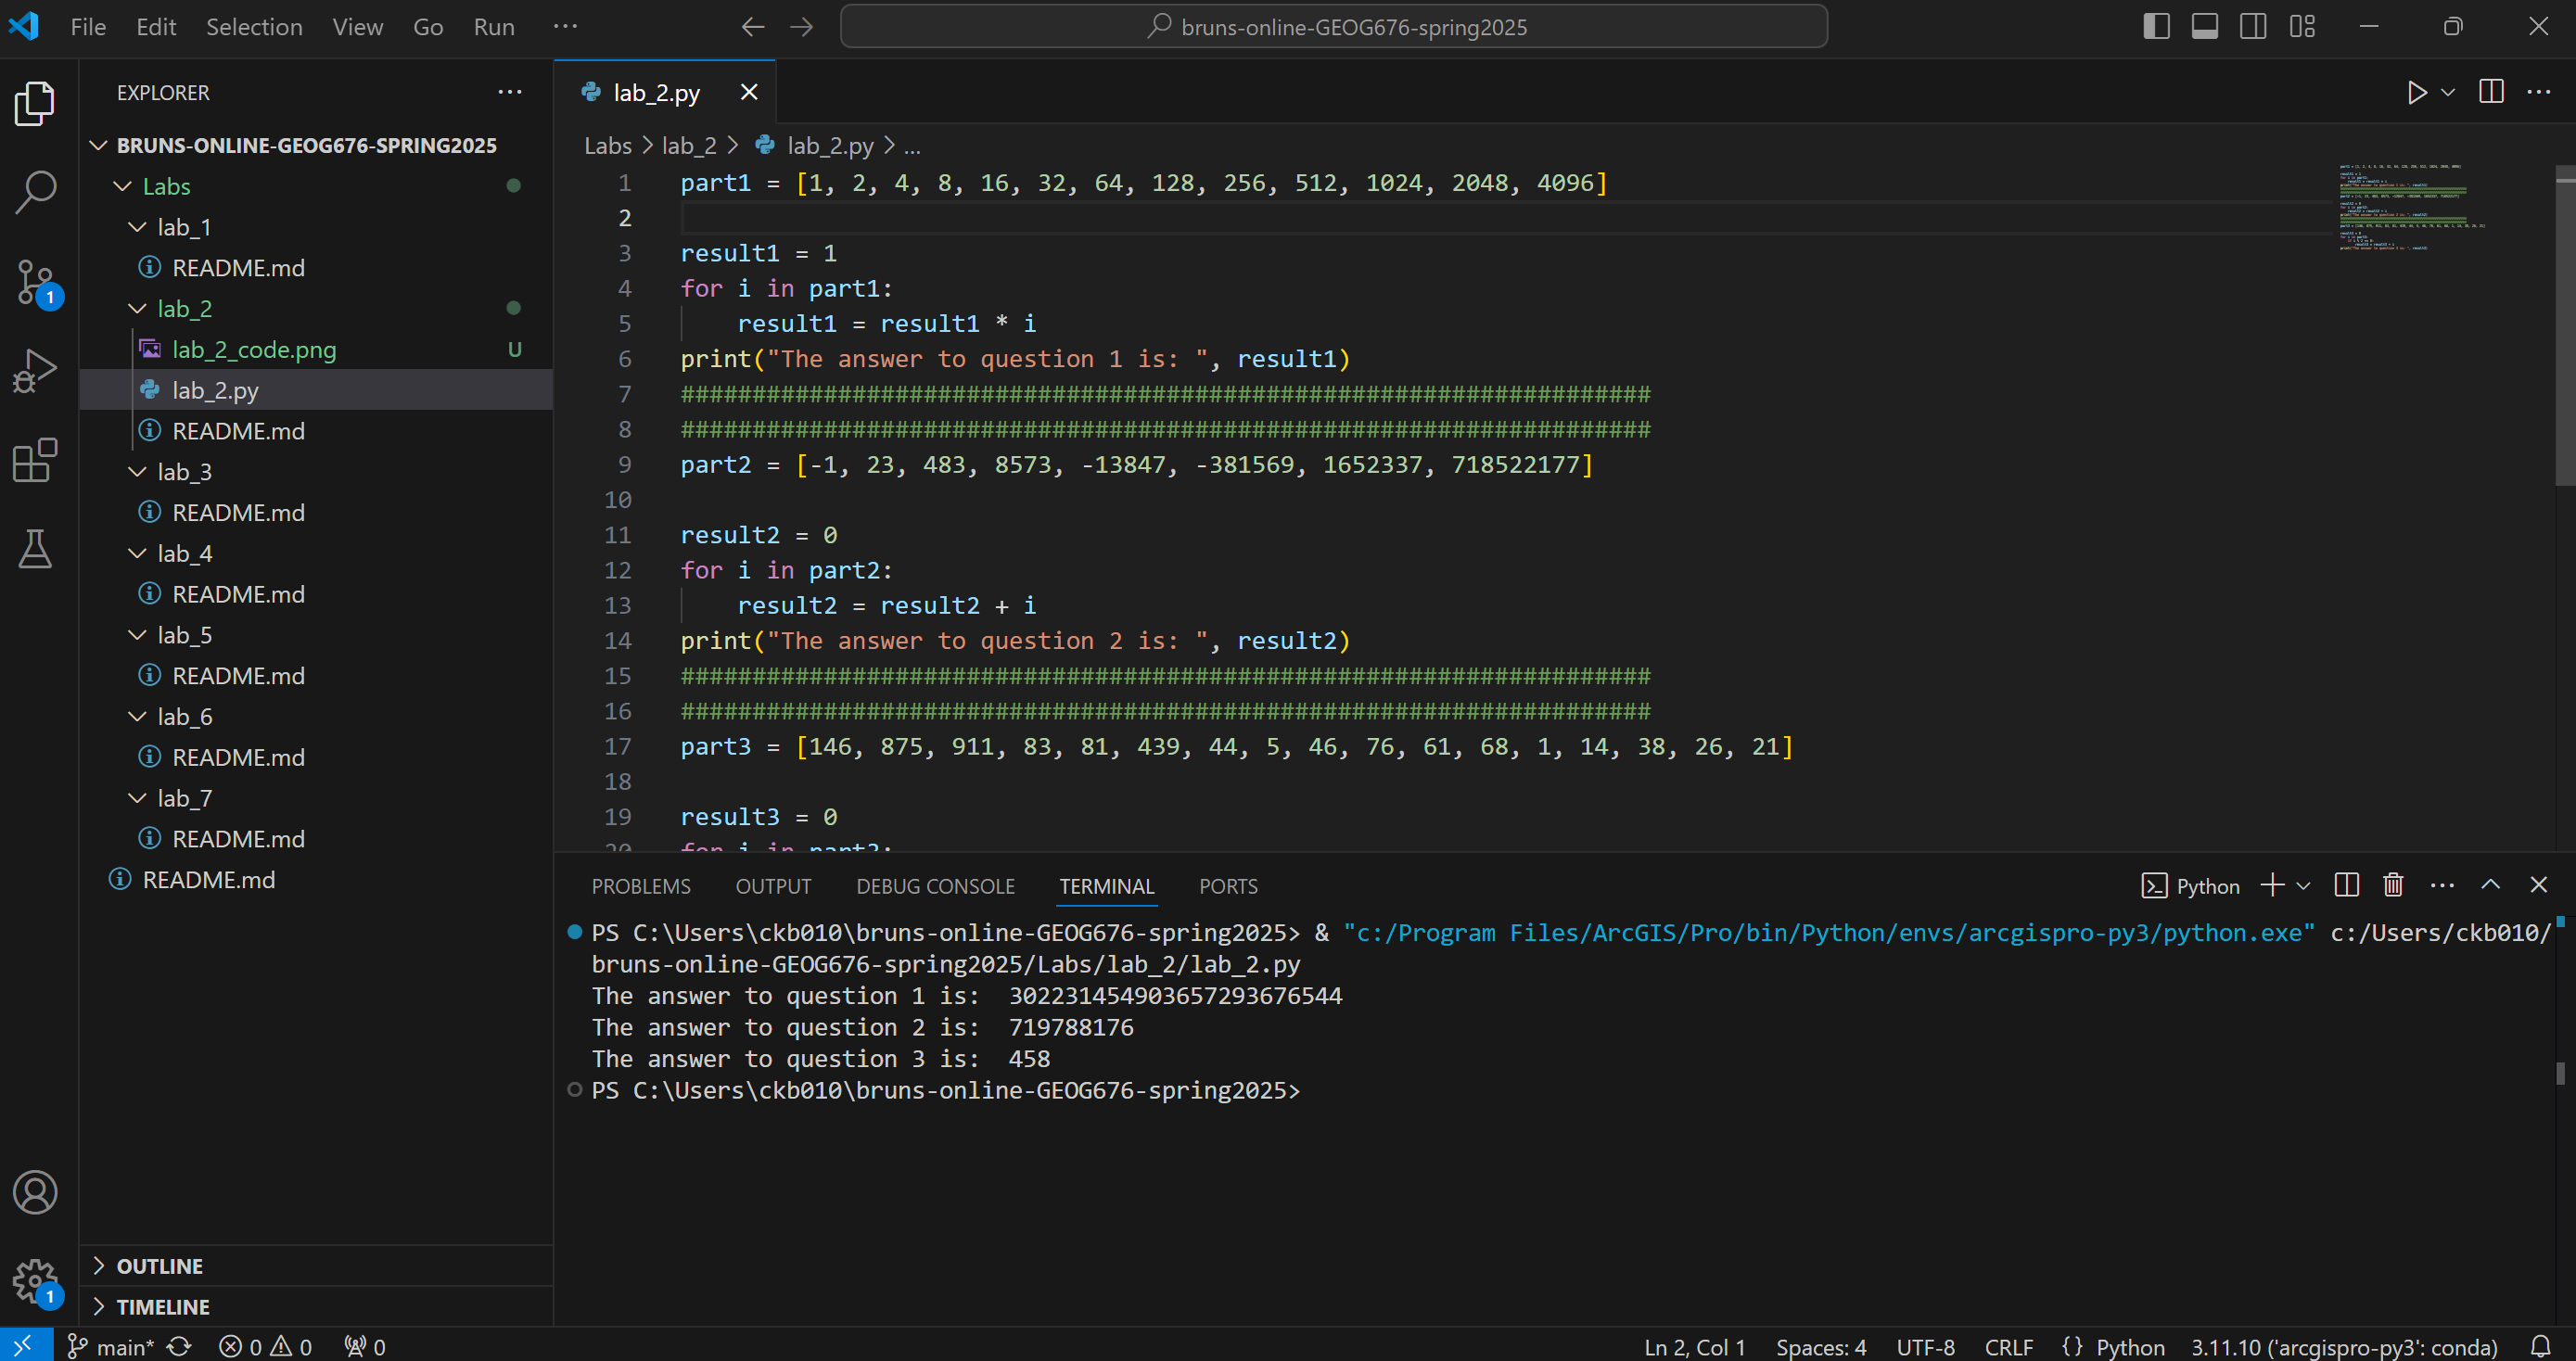 File Edit Selection View Go Run ...
bruns-online-GEOG676-spring2025
EXPLORER
BRUNS-ONLINE-GEOG676-SPRING2025
Labs
lab_1
README.md
lab_2
lab_2_code.png U
lab_2.py
README.md
lab_3
README.md
lab_4
README.md
lab_5
README.md
lab_6
README.md
lab_7
README.md
README.md
OUTLINE
TIMELINE
1
1
lab_2.py
Labs > lab_2 > lab_2.py > ...
1 part1 = [1, 2, 4, 8, 16, 32, 64, 128, 256, 512, 1024, 2048, 4096]
2
3 result1 = 1
4 for i in part1:
5     result1 = result1 * i
6 print("The answer to question 1 is: ", result1)
7 ####################################################################
8 ####################################################################
9 part2 = [-1, 23, 483, 8573, -13847, -381569, 1652337, 718522177]
10
11 result2 = 0
12 for i in part2:
13     result2 = result2 + i
14 print("The answer to question 2 is: ", result2)
15 ####################################################################
16 ####################################################################
17 part3 = [146, 875, 911, 83, 81, 439, 44, 5, 46, 76, 61, 68, 1, 14, 38, 26, 21]
18
19 result3 = 0
20 for i in part3:
PROBLEMS OUTPUT DEBUG CONSOLE TERMINAL PORTS
Python
PS C:\Users\ckb010\bruns-online-GEOG676-spring2025> & "c:/Program Files/ArcGIS/Pro/bin/Python/envs/arcgispro-py3/python.exe" c:/Users/ckb010/
bruns-online-GEOG676-spring2025/Labs/lab_2/lab_2.py
The answer to question 1 is:  302231454903657293676544
The answer to question 2 is:  719788176
The answer to question 3 is:  458
PS C:\Users\ckb010\bruns-online-GEOG676-spring2025>
main* 0 0 0
Ln 2, Col 1 Spaces: 4 UTF-8 CRLF {} Python 3.11.10 ('arcgispro-py3': conda)